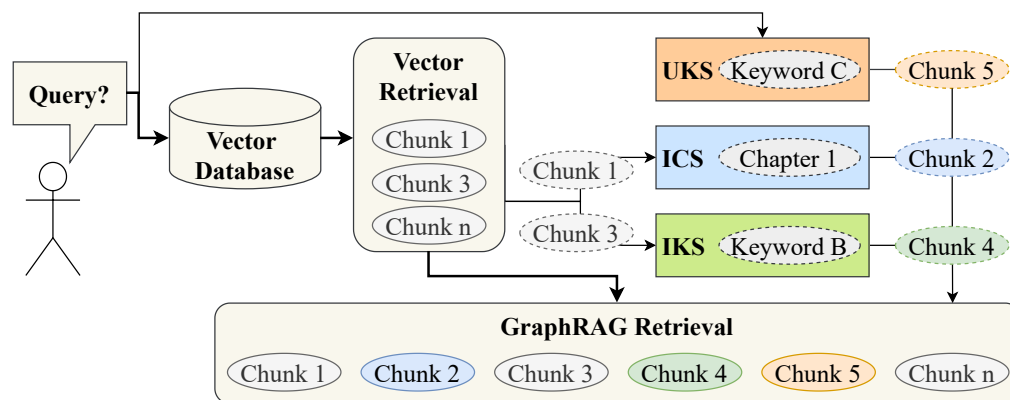 Query?
Vector
Database
Vector
Retrieval
Chunk 1
Chunk 3
Chunk n
Chunk 1
Chunk 3
UKS Keyword C
Chunk 5
ICS Chapter 1
Chunk 2
IKS Keyword B
Chunk 4
GraphRAG Retrieval
Chunk 1 Chunk 2 Chunk 3 Chunk 4 Chunk 5 Chunk n